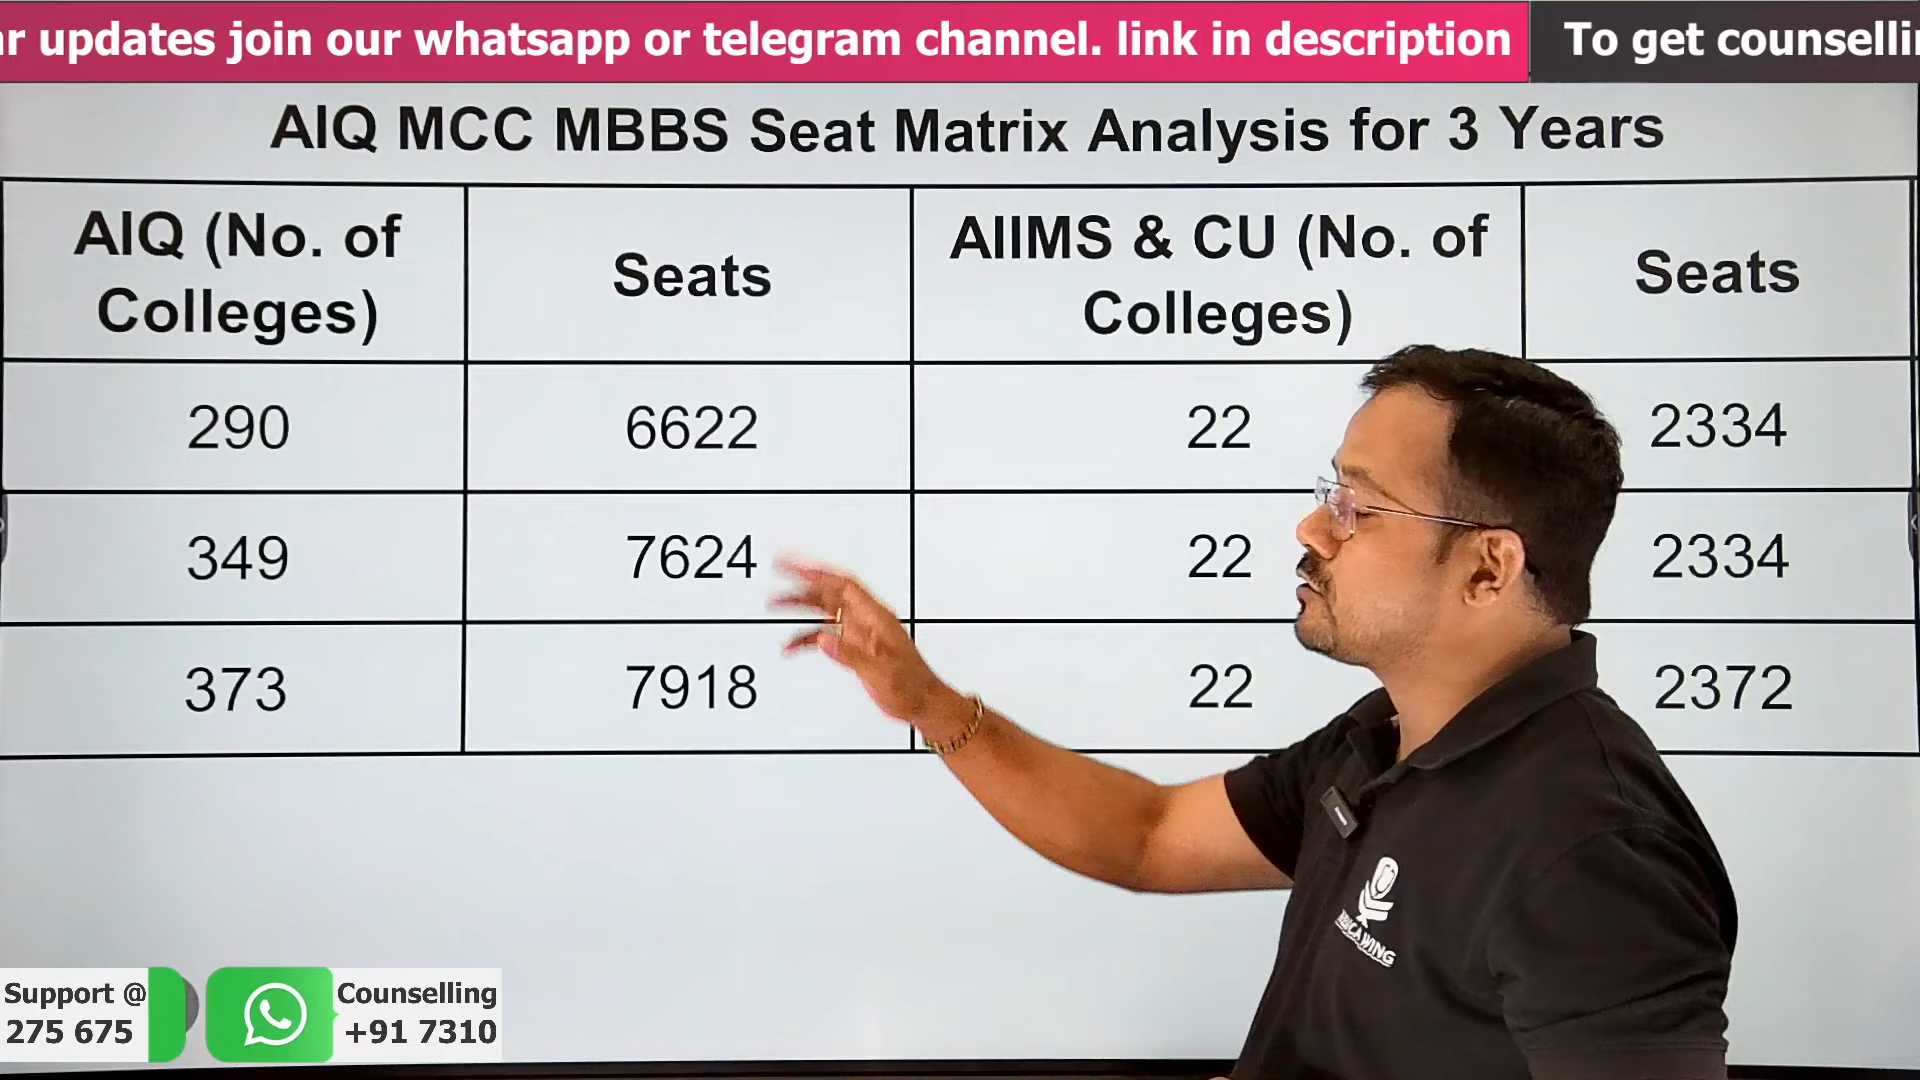 ar updates join our whatsapp or telegram channel. link in description
To get counselli
AIQ MCC MBBS Seat Matrix Analysis for 3 Years
AIQ (No. of Colleges) Seats AIIMS & CU (No. of Colleges) Seats
290 6622 22 2334
349 7624 22 2334
373 7918 22 2372
Support @
275 675
Counselling
+91 7310